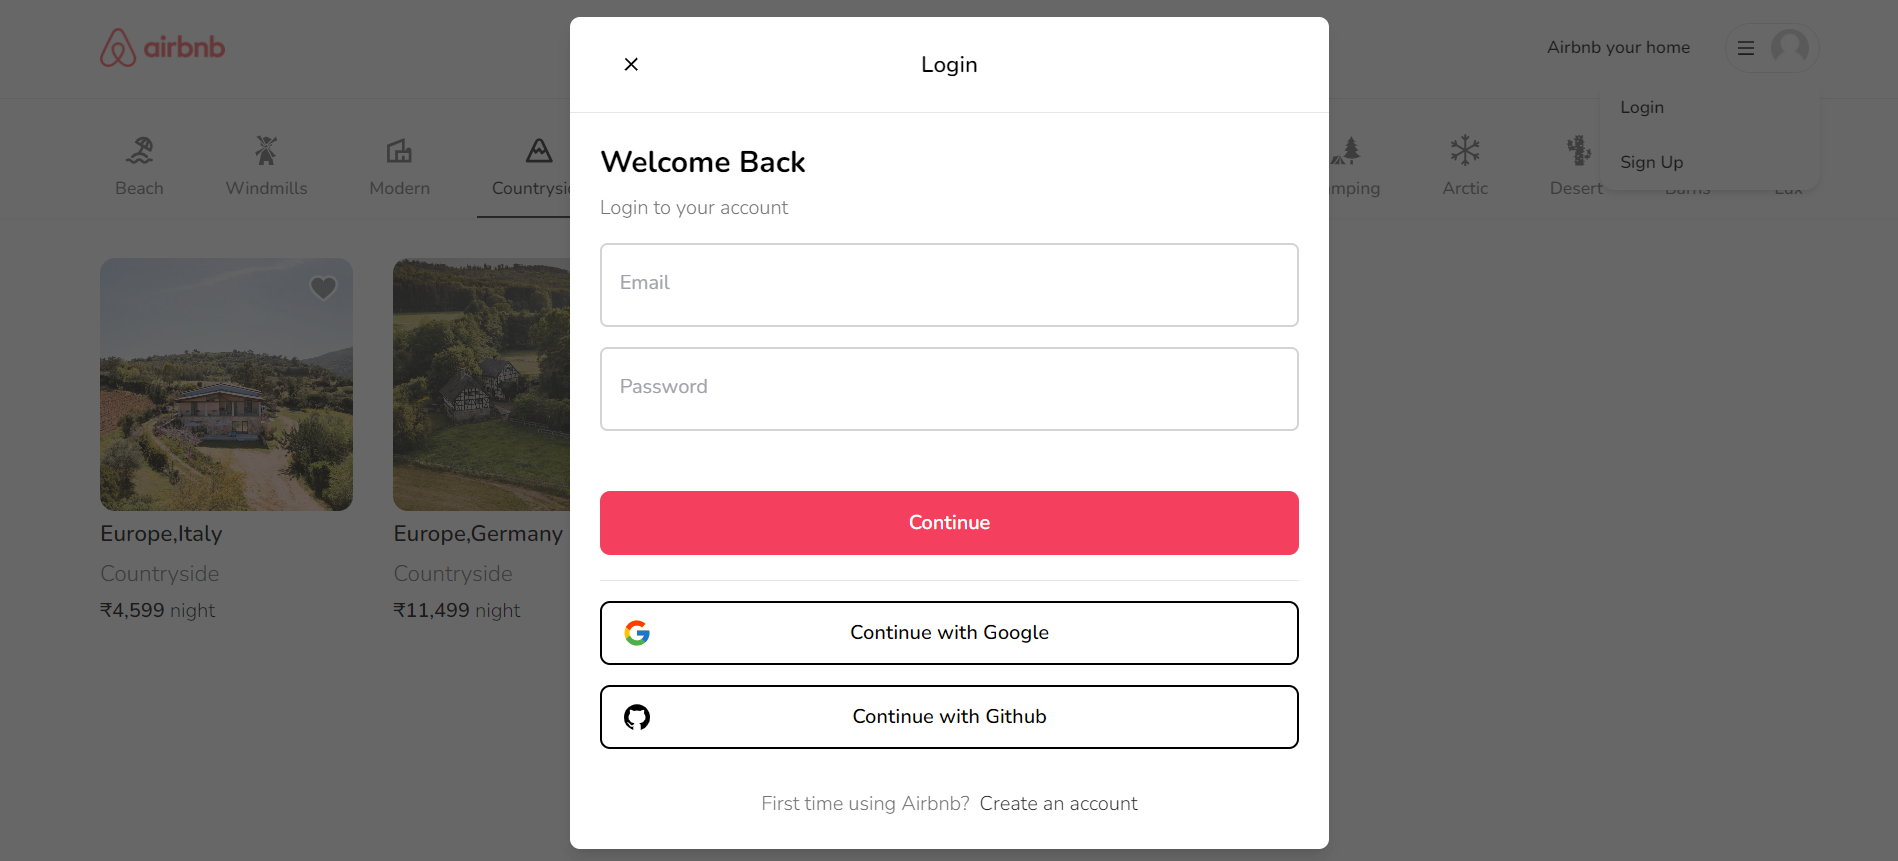 airbnb
Airbnb your home
Login
Sign Up
Beach
Windmills
Modern
Arctic
Desert
Barns
Lux
Europe,Italy
Countryside
₹4,599 night
Europe,Germany
Countryside
₹11,499 night
Login
Welcome Back
Login to your account
Email
Password
Continue
Continue with Google
Continue with Github
First time using Airbnb? Create an account